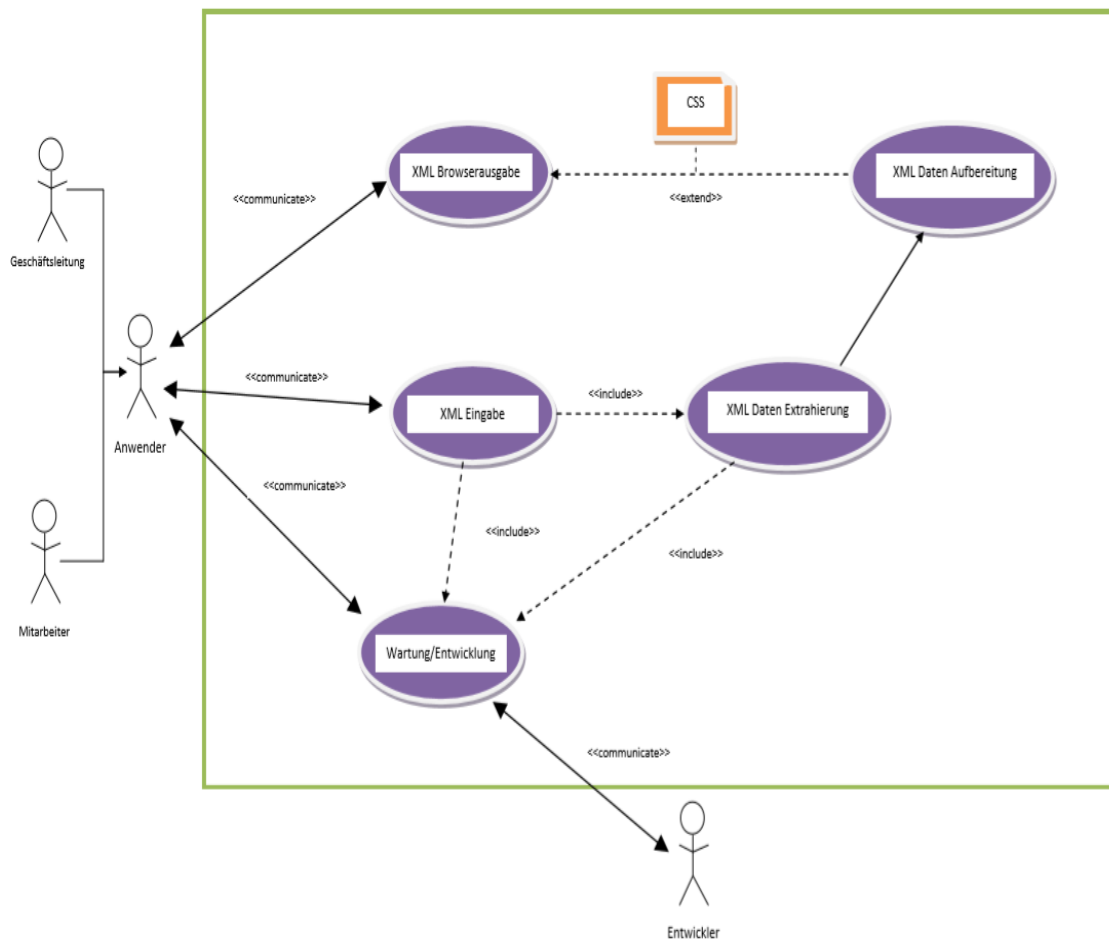 CSS
XML Browserausgabe
XML Daten Aufbereitung
<<communicate>>
<<extend>>
Geschäftsleitung
<<communicate>>
<<include>>
XML Eingabe
XML Daten Extrahierung
Anwender
<<communicate>>
<<include>>
<<include>>
Mitarbeiter
Wartung/Entwicklung
<<communicate>>
Entwickler